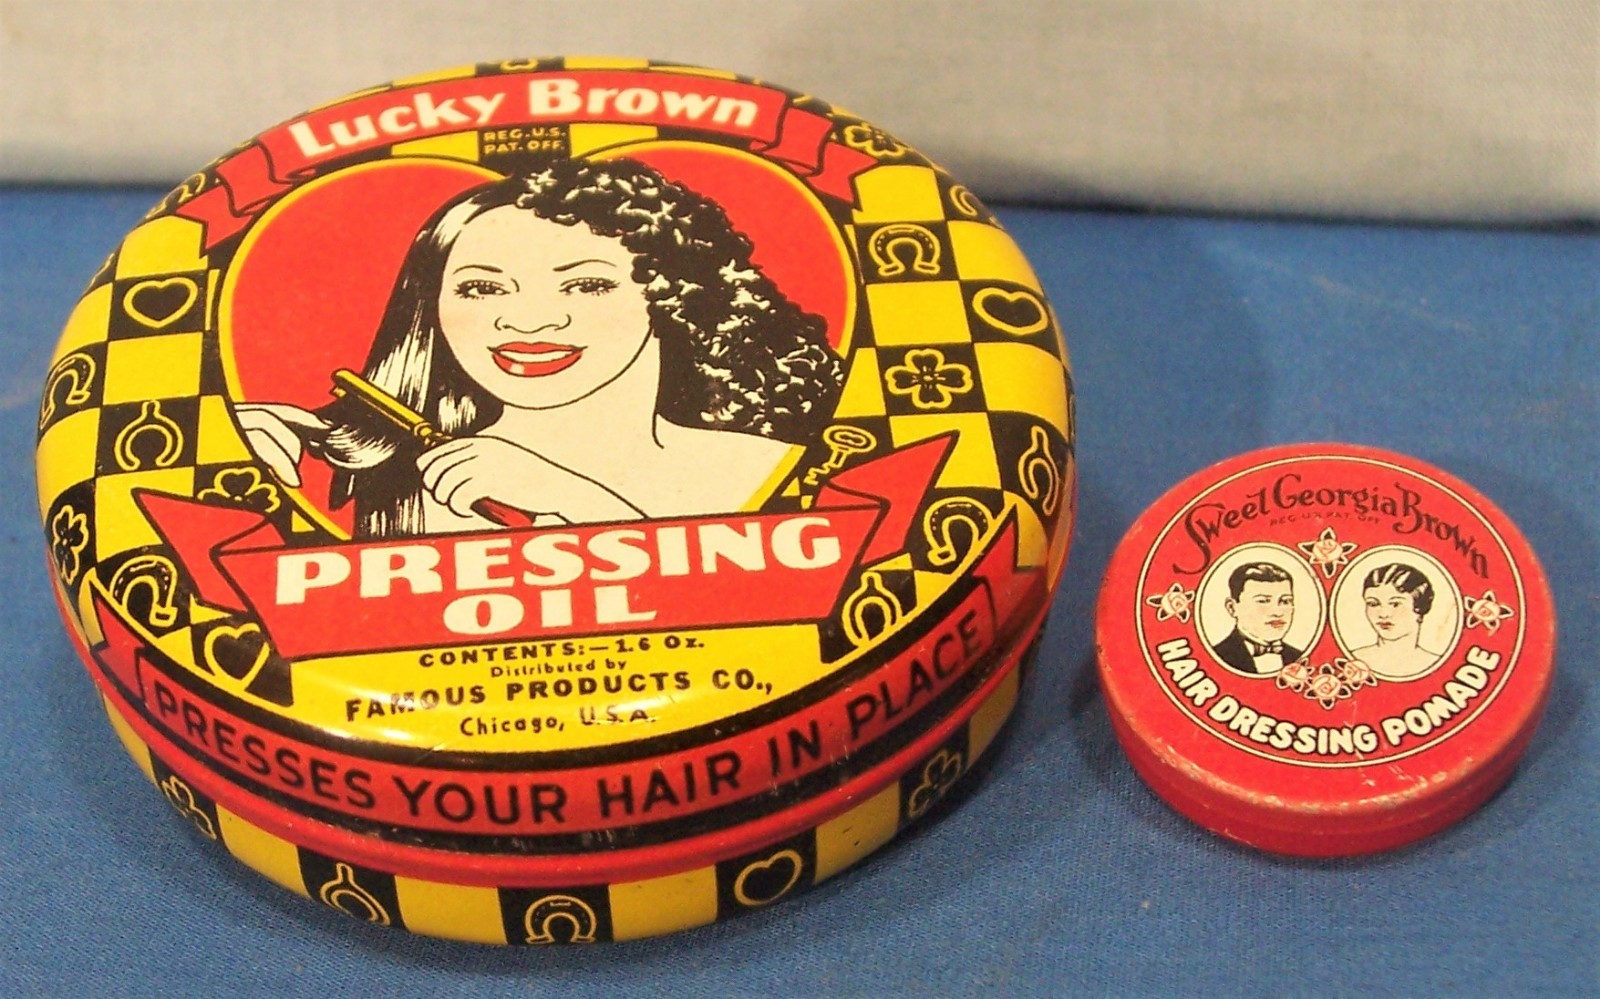 Lucky Brown
REG. U.S.
PAT. OFF.
PRESSING
OIL
CONTENTS:—1.6 Oz.
Distributed by
FAMOUS PRODUCTS CO.,
Chicago, U.S.A.
PRESSES YOUR HAIR IN PLACE
Sweet Georgia Brown
REG. U.S. PAT. OFF.
HAIR DRESSING POMADE